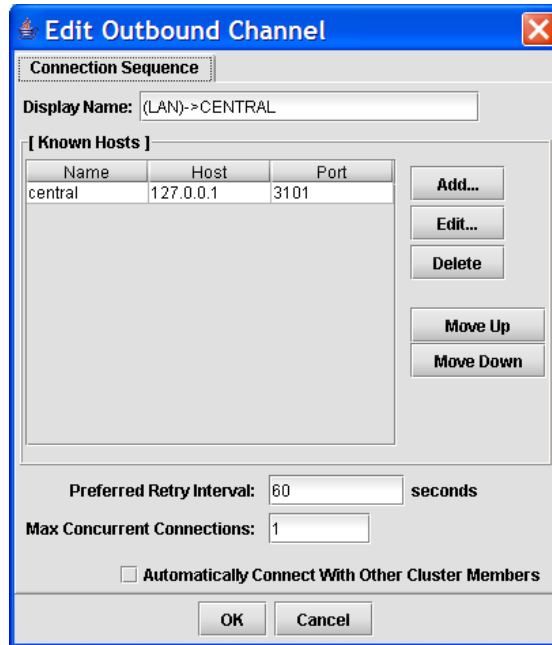 Edit Outbound Channel
Connection Sequence
Display Name: (LAN)->CENTRAL
[ Known Hosts ]
Name Host Port
central 127.0.0.1 3101
Add...
Edit...
Delete
Move Up
Move Down
Preferred Retry Interval: 60 seconds
Max Concurrent Connections: 1
Automatically Connect With Other Cluster Members
OK Cancel